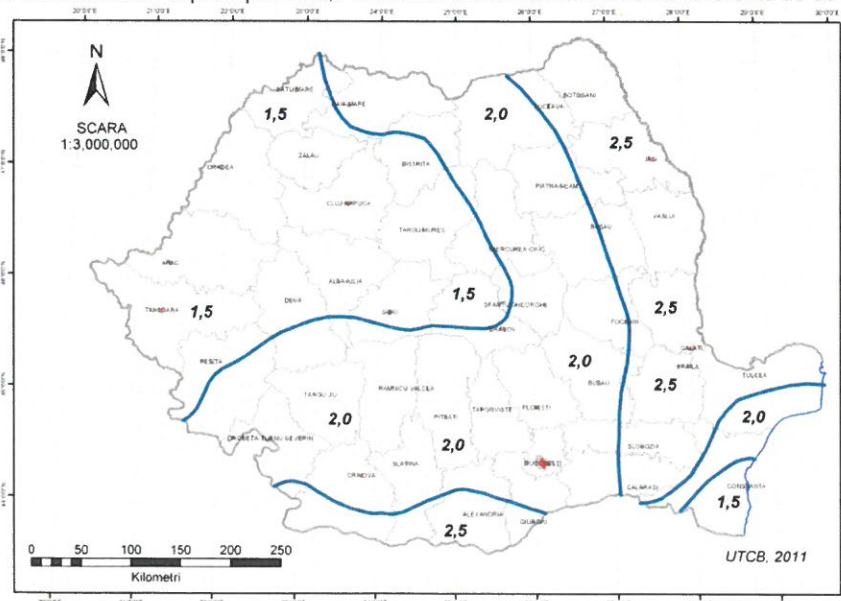 N
SCARA
1:3,000,000
SATU MARE
BAIA MARE
1,5
2,0
SUCEAVA
BOTOSANI
2,5
IASI
ORADEA
ZALAU
BISTRITA
CLUJ-NAPOCA
PIATRA-NEAMT
TARGU-MURES
BACAU
VASLUI
MIERCUREA-CIUC
ARAD
ALBA-IULIA
1,5
DEVA
SIBIU
SFANTU GHEORGHE
2,5
TIMISOARA
1,5
BRASOV
FOCSANI
GALATI
RESITA
2,0
BRAILA
2,5
TULCEA
BUZAU
RAMNICU VALCEA
TARGU JIU
PITESTI
TARGOVISTE
PLOIESTI
2,0
2,0
2,0
DROBETA-TURNU SEVERIN
SLOBOZIA
SLATINA
BUCURESTI
CRAIOVA
CALARASI
CONSTANTA
1,5
ALEXANDRIA
GIURGIU
2,5
0 50 100 150 200 250
Kilometri
UTCB, 2011